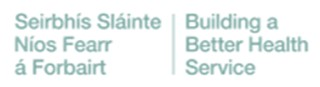 Seirbhís Sláinte
Níos Fearr
á Forbairt
Building a
Better Health
Service